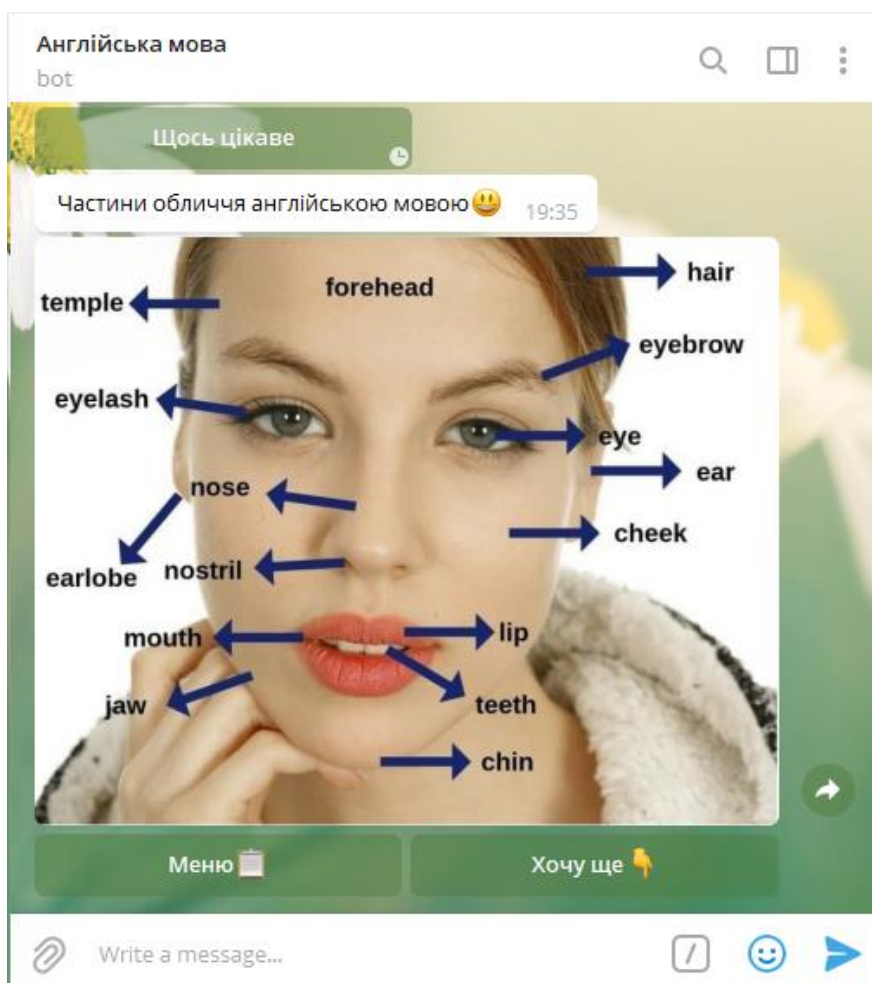 Англійська мова
bot
Щось цікаве
Частини обличчя англійською мовою😃 19:35
forehead
hair
temple
eyebrow
eyelash
eye
ear
nose
cheek
earlobe
nostril
mouth
lip
jaw
teeth
chin
Меню📋
Хочу ще👇
Write a message...